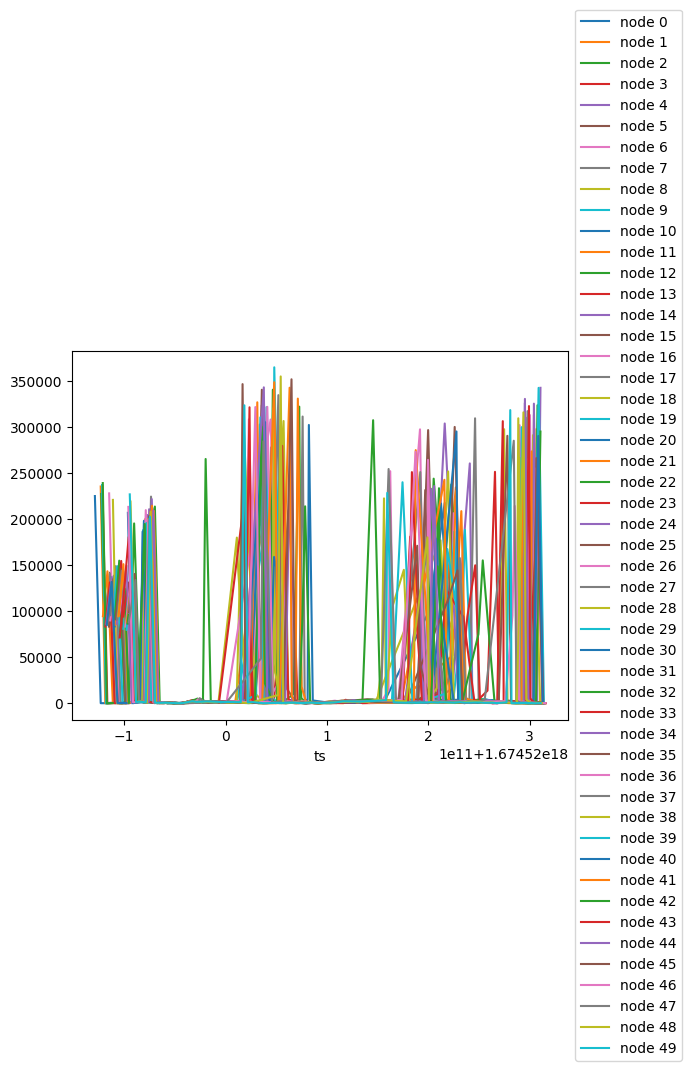 350000
300000
250000
200000
150000
100000
50000
0
−1 0 1 2 3
ts
1e11+1.67452e18
node 0
node 1
node 2
node 3
node 4
node 5
node 6
node 7
node 8
node 9
node 10
node 11
node 12
node 13
node 14
node 15
node 16
node 17
node 18
node 19
node 20
node 21
node 22
node 23
node 24
node 25
node 26
node 27
node 28
node 29
node 30
node 31
node 32
node 33
node 34
node 35
node 36
node 37
node 38
node 39
node 40
node 41
node 42
node 43
node 44
node 45
node 46
node 47
node 48
node 49